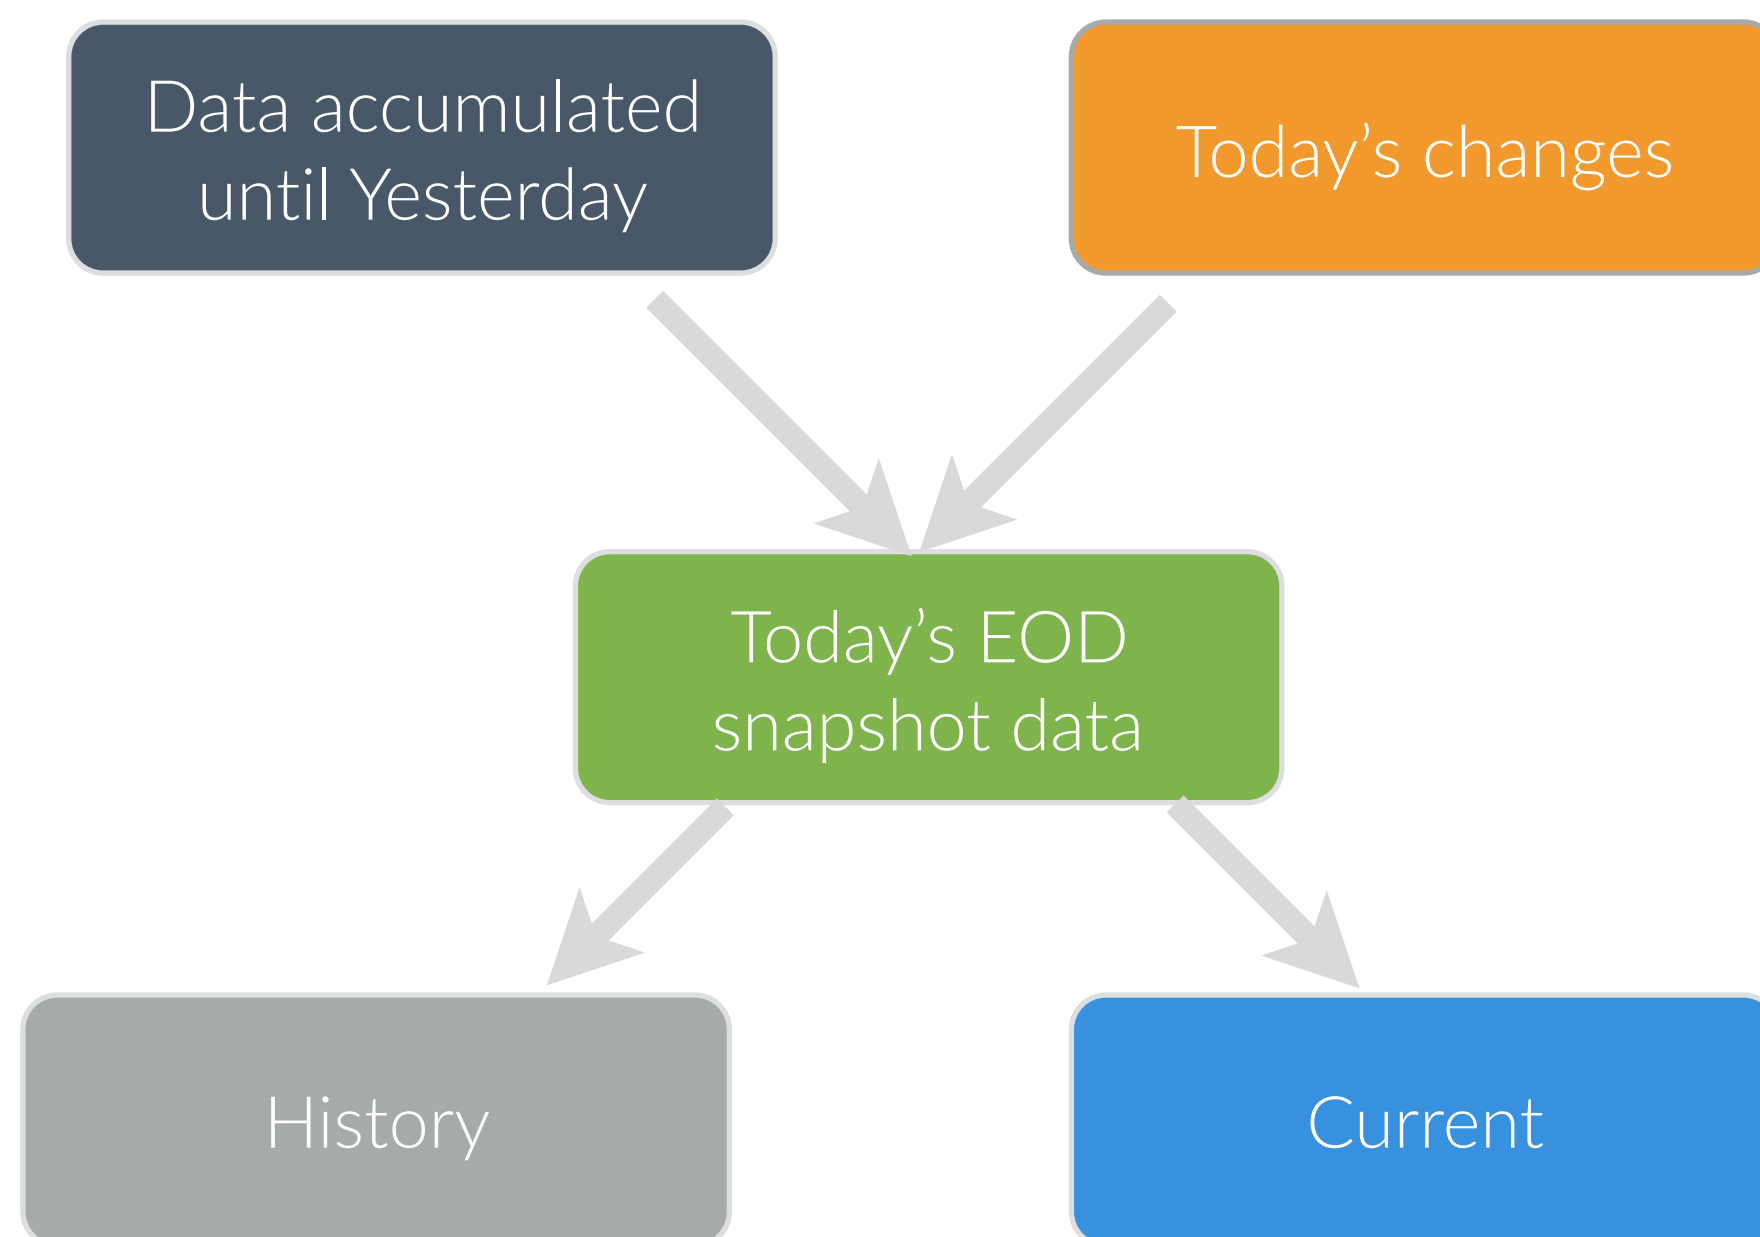 Data accumulated
until Yesterday
Today’s changes
Today’s EOD
snapshot data
History
Current